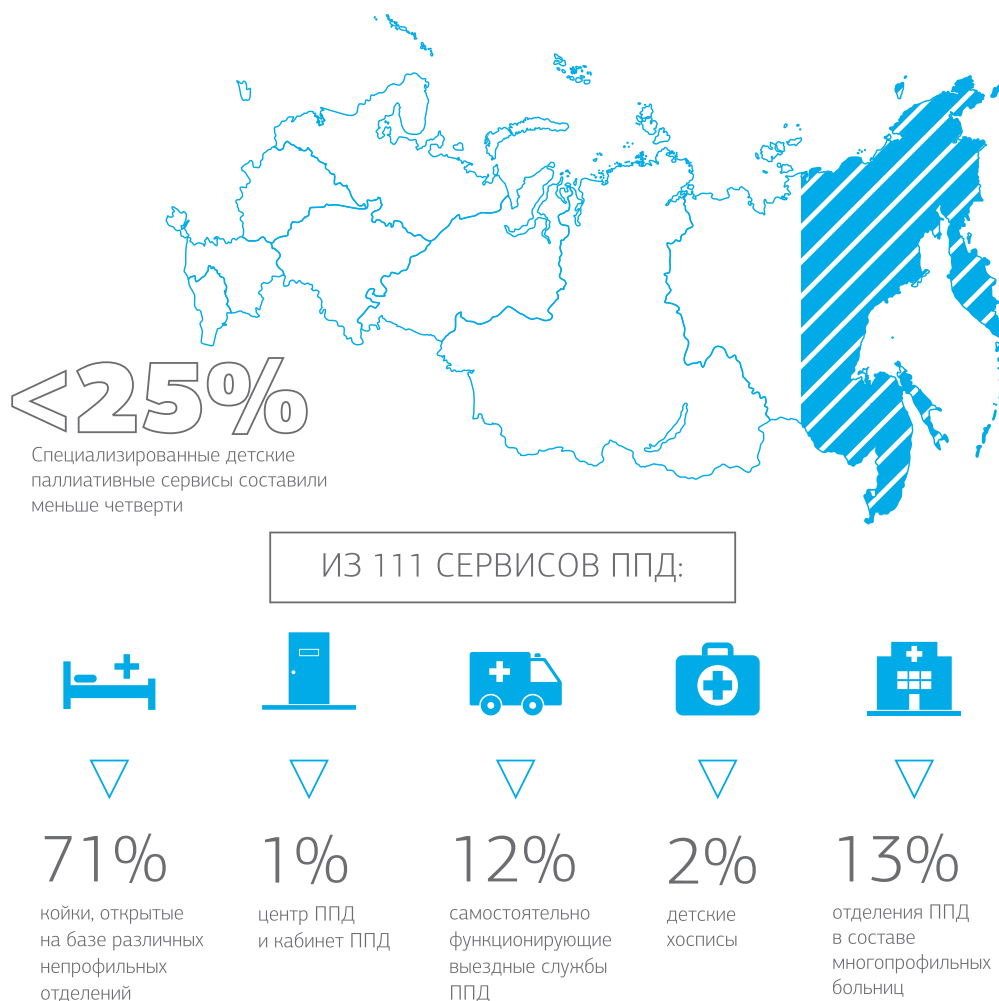 <25%
Специализированные детские
паллиативные сервисы составили
меньше четверти
ИЗ 111 СЕРВИСОВ ППД:
71%
койки, открытые
на базе различных
непрофильных
отделений
1%
центр ППД
и кабинет ППД
12%
самостоятельно
функционирующие
выездные службы
ППД
2%
детские
хосписы
13%
отделения ППД
в составе
многопрофильных
больниц